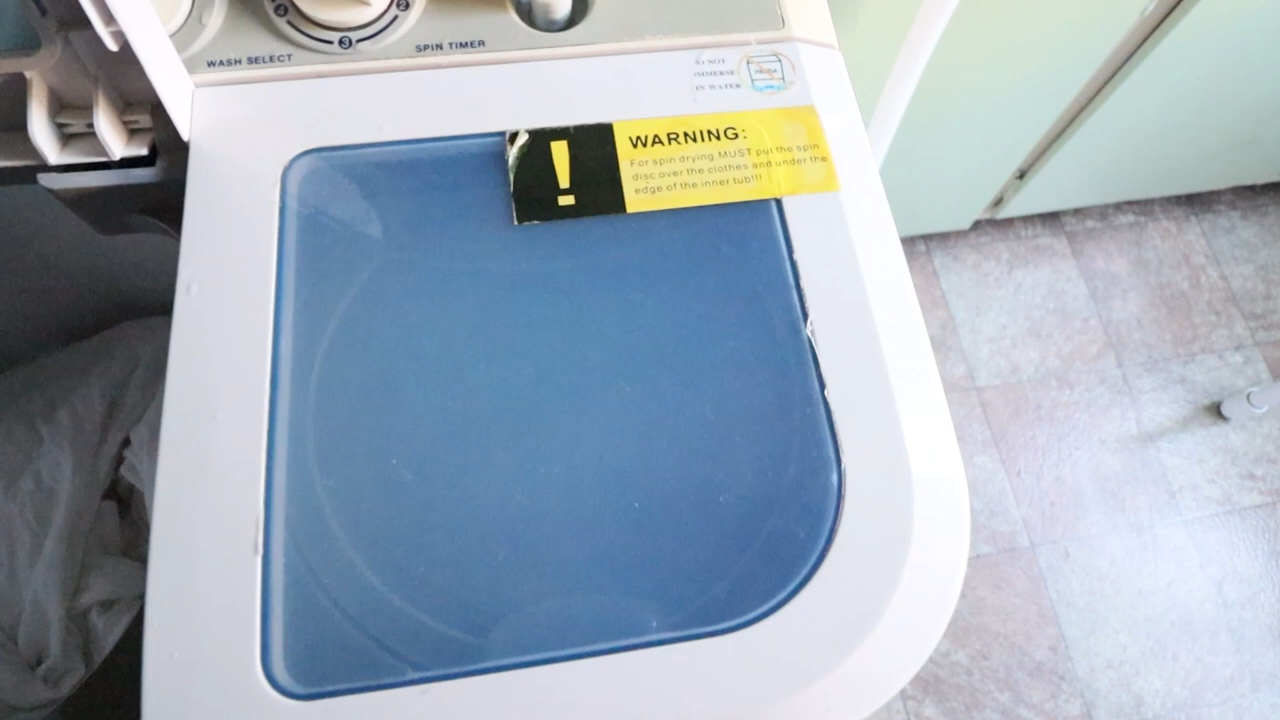 4
2
3
WASH SELECT
SPIN TIMER
DO NOT
IMMERSE
IN WATER
WARNING:
For spin drying,MUST put the spin
disc over the clothes and under the
edge of the inner tub!!!
!